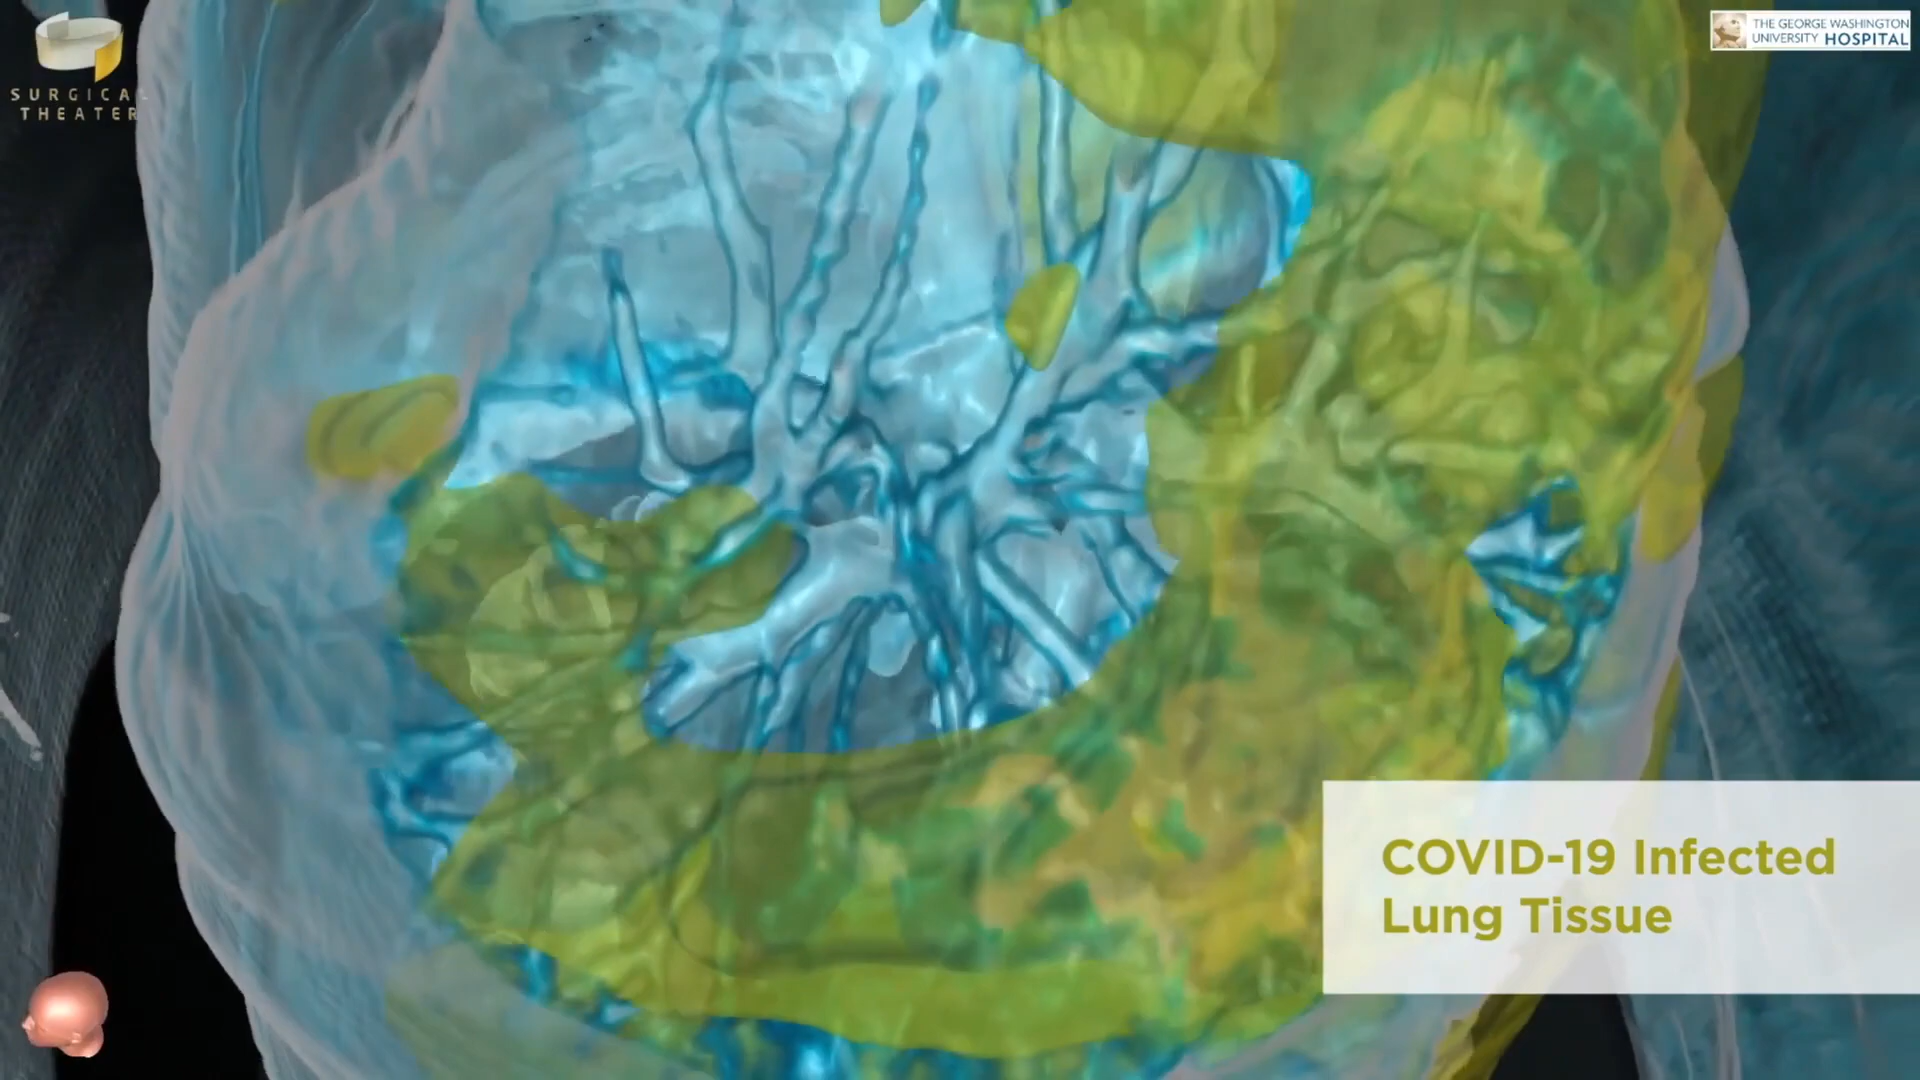 SURGICAL
THEATER
THE GEORGE WASHINGTON
UNIVERSITY HOSPITAL
COVID-19 Infected
Lung Tissue